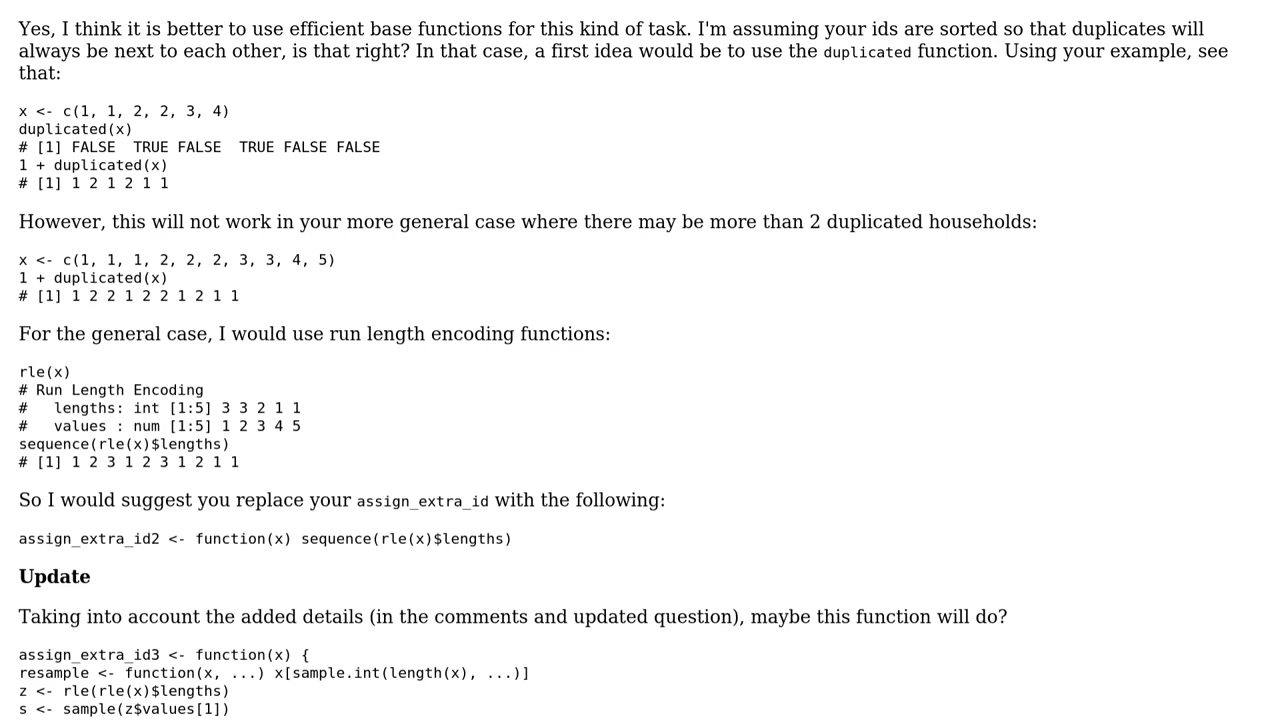 Yes, I think it is better to use efficient base functions for this kind of task. I'm assuming your ids are sorted so that duplicates will
always be next to each other, is that right? In that case, a first idea would be to use the duplicated function. Using your example, see
that:
x <- c(1, 1, 2, 2, 3, 4)
duplicated(x)
# [1] FALSE  TRUE FALSE  TRUE FALSE FALSE
1 + duplicated(x)
# [1] 1 2 1 2 1 1
However, this will not work in your more general case where there may be more than 2 duplicated households:
x <- c(1, 1, 1, 2, 2, 2, 3, 3, 4, 5)
1 + duplicated(x)
# [1] 1 2 2 1 2 2 1 2 1 1
For the general case, I would use run length encoding functions:
rle(x)
# Run Length Encoding
#   lengths: int [1:5] 3 3 2 1 1
#   values : num [1:5] 1 2 3 4 5
sequence(rle(x)$lengths)
# [1] 1 2 3 1 2 3 1 2 1 1
So I would suggest you replace your assign_extra_id with the following:
assign_extra_id2 <- function(x) sequence(rle(x)$lengths)
Update
Taking into account the added details (in the comments and updated question), maybe this function will do?
assign_extra_id3 <- function(x) {
resample <- function(x, ...) x[sample.int(length(x), ...)]
z <- rle(rle(x)$lengths)
s <- sample(z$values[1])